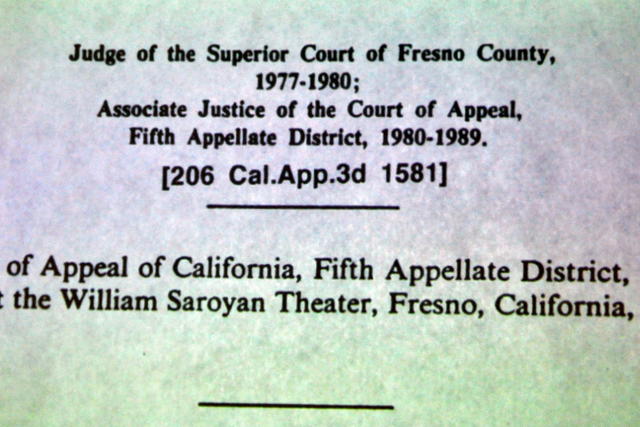 Judge of the Superior Court of Fresno County,
1977-1980;
Associate Justice of the Court of Appeal,
Fifth Appellate District, 1980-1989.
[206 Cal.App.3d 1581]
of Appeal of California, Fifth Appellate District,
the William Saroyan Theater, Fresno, California,